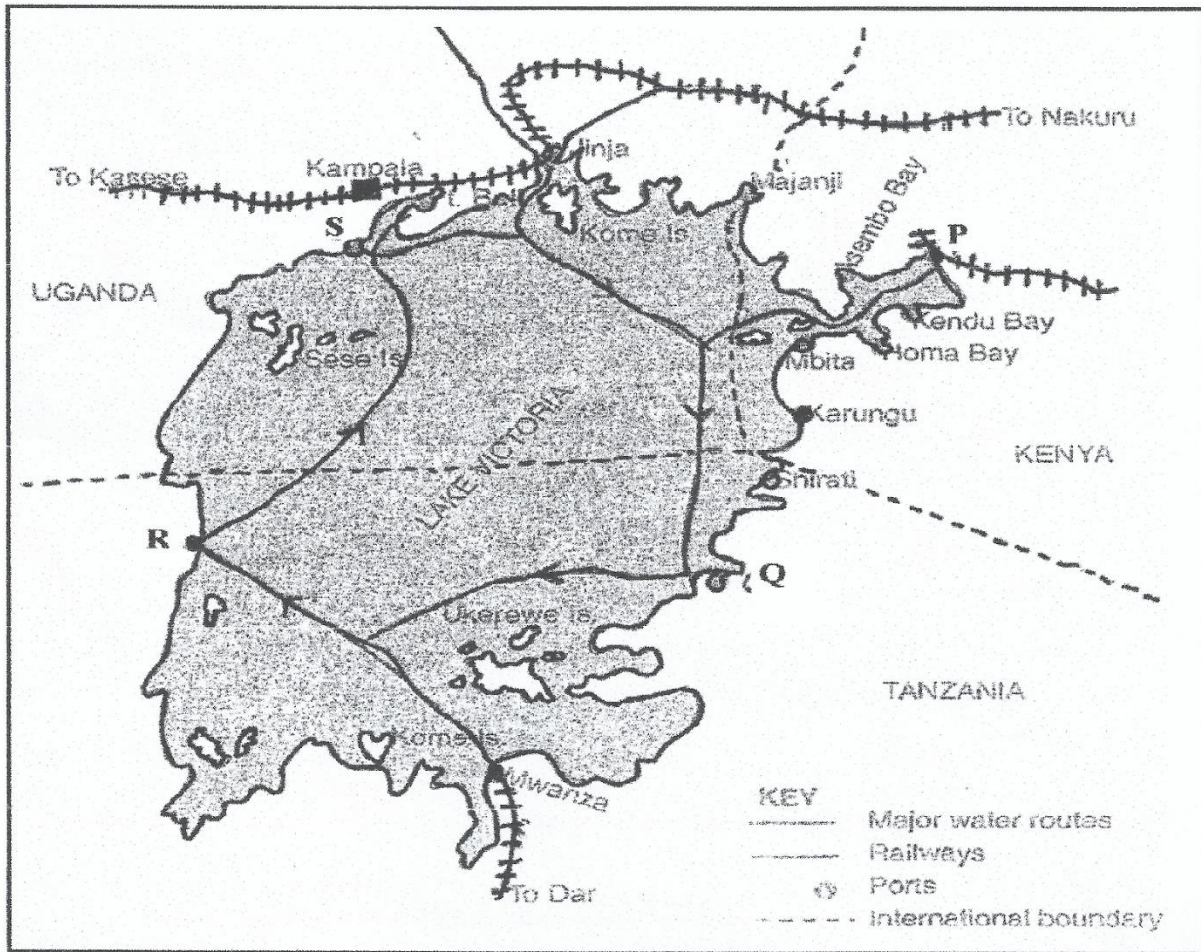 To Nakuru
Jinja
Kampala
To Kasese
Majanji
t. Bell
Asembo Bay
S
P
Kome Is
UGANDA
Kendu Bay
Homa Bay
Sese Is
Mbita
Karungu
LAKE VICTORIA
KENYA
Shirati
R
Q
Ukerewe Is
TANZANIA
Kome Is
Mwanza
KEY
Major water routes
Railways
To Dar
Ports
International boundary